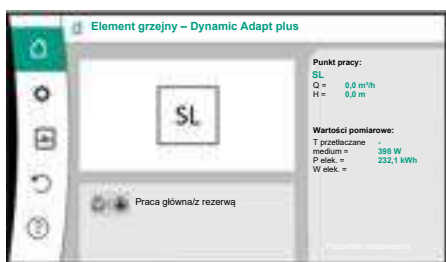 Element grzejny – Dynamic Adapt plus
SL
Praca główna/z rezerwą
Punkt pracy:
SL
Q = 0,0 m³/h
H = 0,0 m
Wartości pomiarowe:
T przetłaczane -
medium = 398 W
P elek. = 232,1 kWh
W elek. =
Pozostałe nastawienia